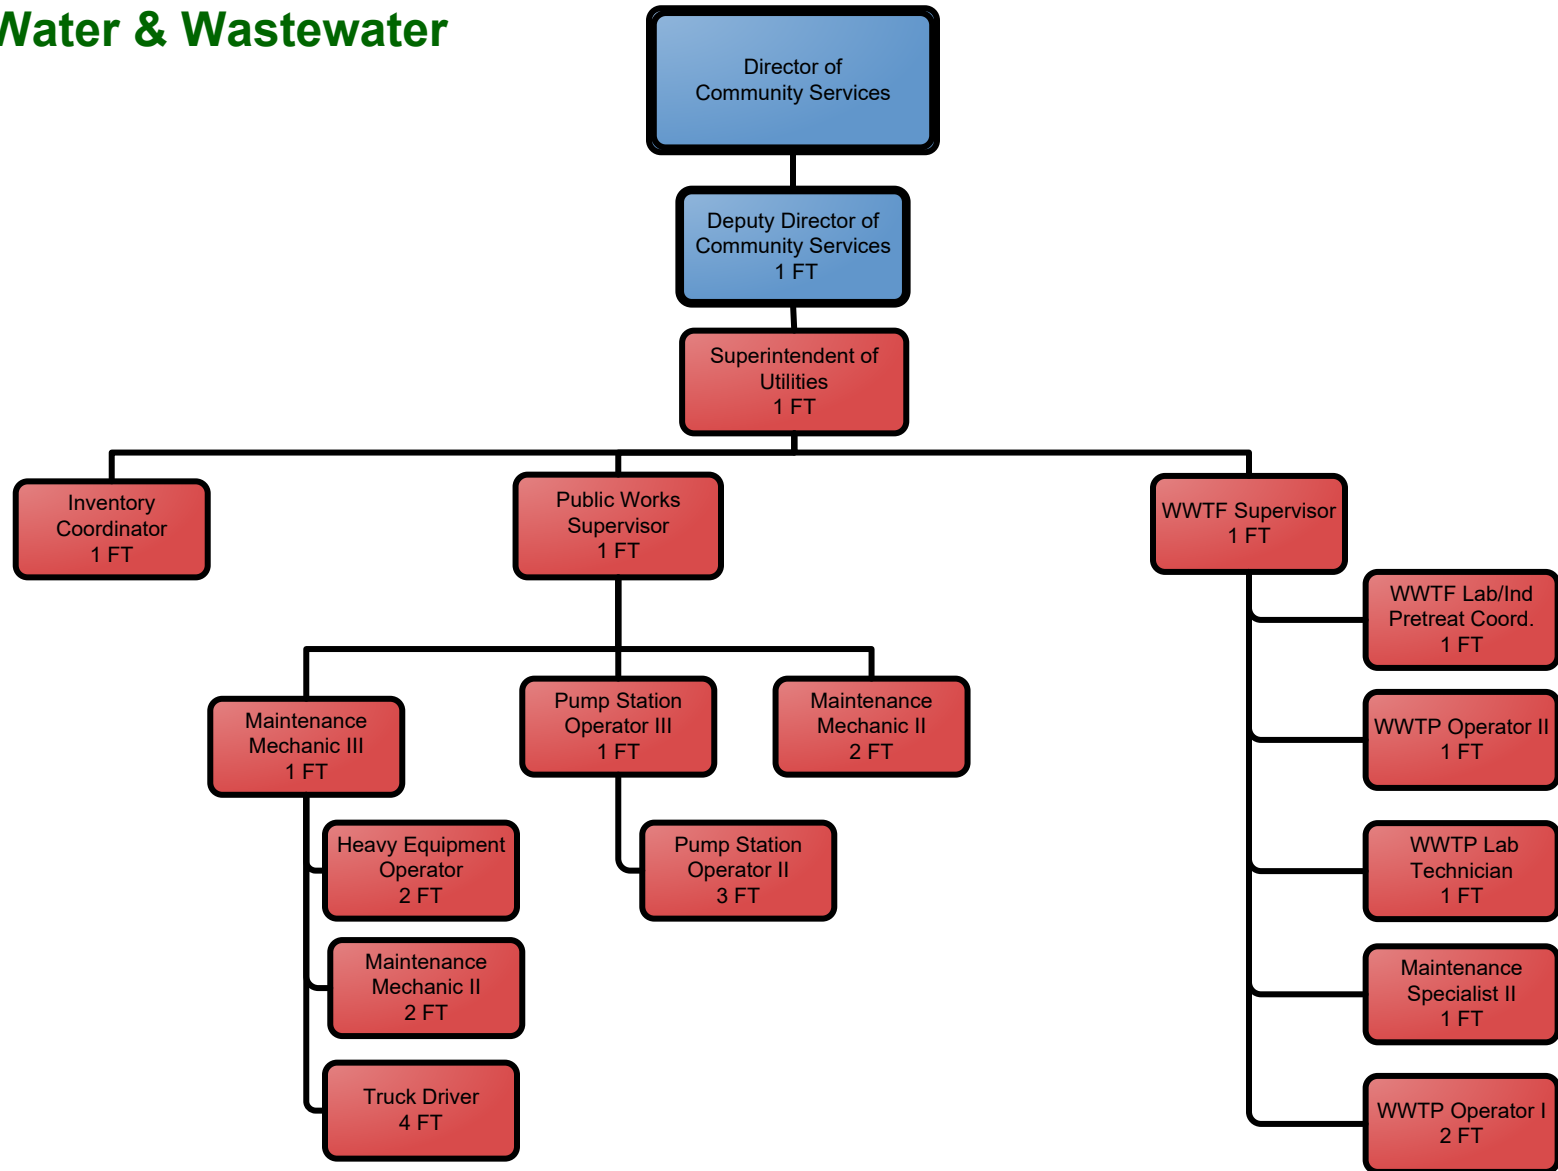 Water & Wastewater
Director of
Community Services
Deputy Director of
Community Services
1 FT
Superintendent of
Utilities
1 FT
Inventory
Coordinator
1 FT
Public Works
Supervisor
1 FT
WWTF Supervisor
1 FT
Maintenance
Mechanic III
1 FT
Heavy Equipment
Operator
2 FT
Maintenance
Mechanic II
2 FT
Truck Driver
4 FT
Pump Station
Operator III
1 FT
Pump Station
Operator II
3 FT
Maintenance
Mechanic II
2 FT
WWTF Lab/Ind
Pretreat Coord.
1 FT
WWTP Operator II
1 FT
WWTP Lab
Technician
1 FT
Maintenance
Specialist II
1 FT
WWTP Operator I
2 FT